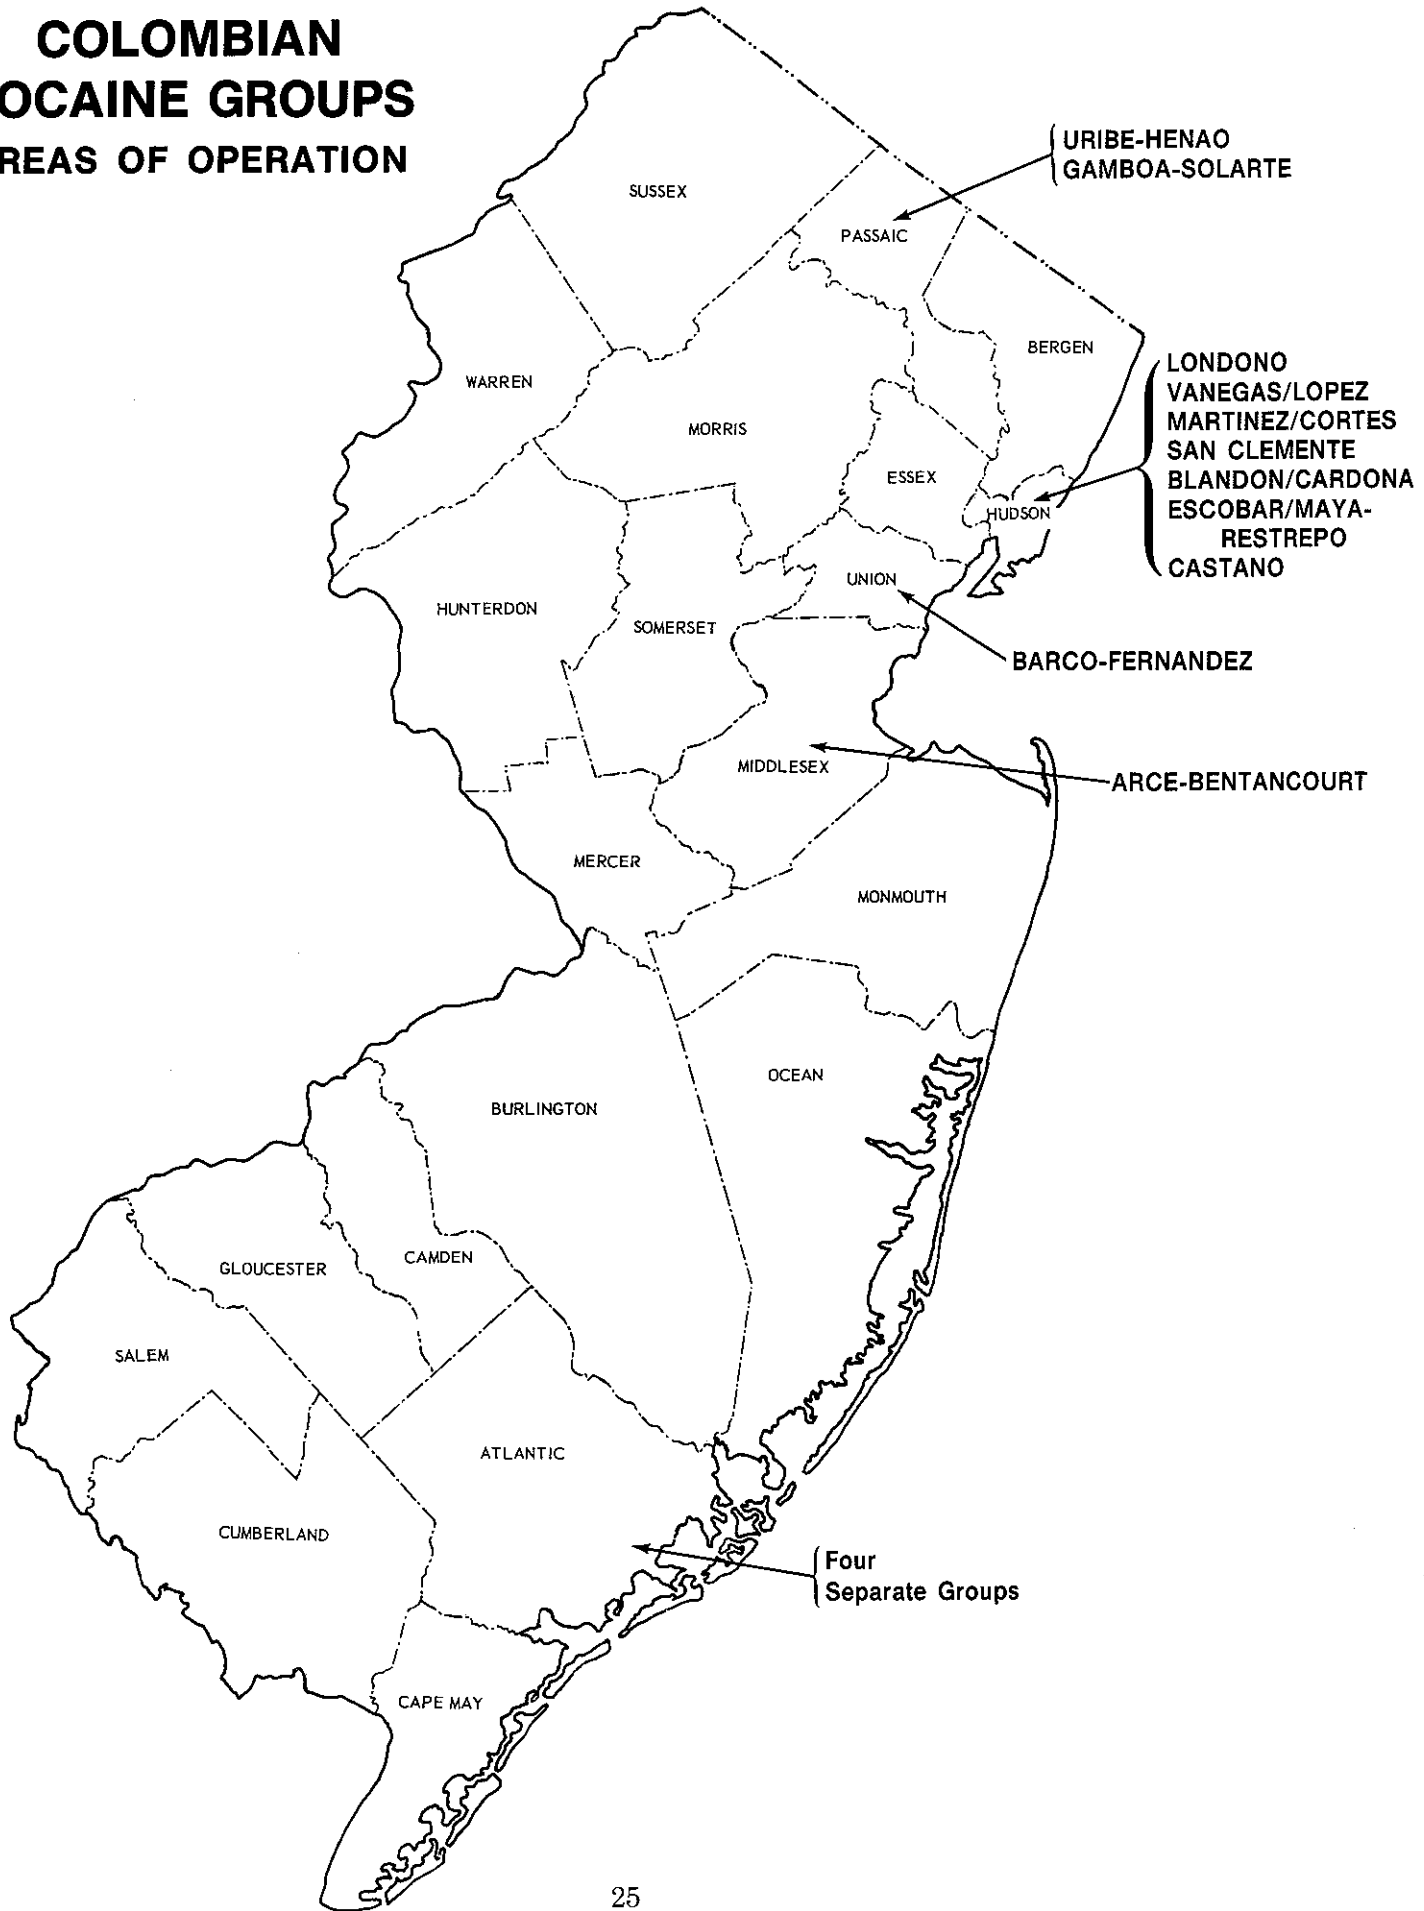 COLOMBIAN
OCAINE GROUPS
REAS OF OPERATION
URIBE-HENAO
GAMBOA-SOLARTE
SUSSEX
PASSAIC
BERGEN
LONDONO
VANEGAS/LOPEZ
MARTINEZ/CORTES
SAN CLEMENTE
BLANDON/CARDONA
ESCOBAR/MAYA-
RESTREPO
CASTANO
WARREN
MORRIS
ESSEX
HUDSON
UNION
HUNTERDON
SOMERSET
BARCO-FERNANDEZ
MIDDLESEX
ARCE-BENTANCOURT
MERCER
MONMOUTH
OCEAN
BURLINGTON
CAMDEN
GLOUCESTER
SALEM
ATLANTIC
CUMBERLAND
Four
Separate Groups
CAPE MAY
25